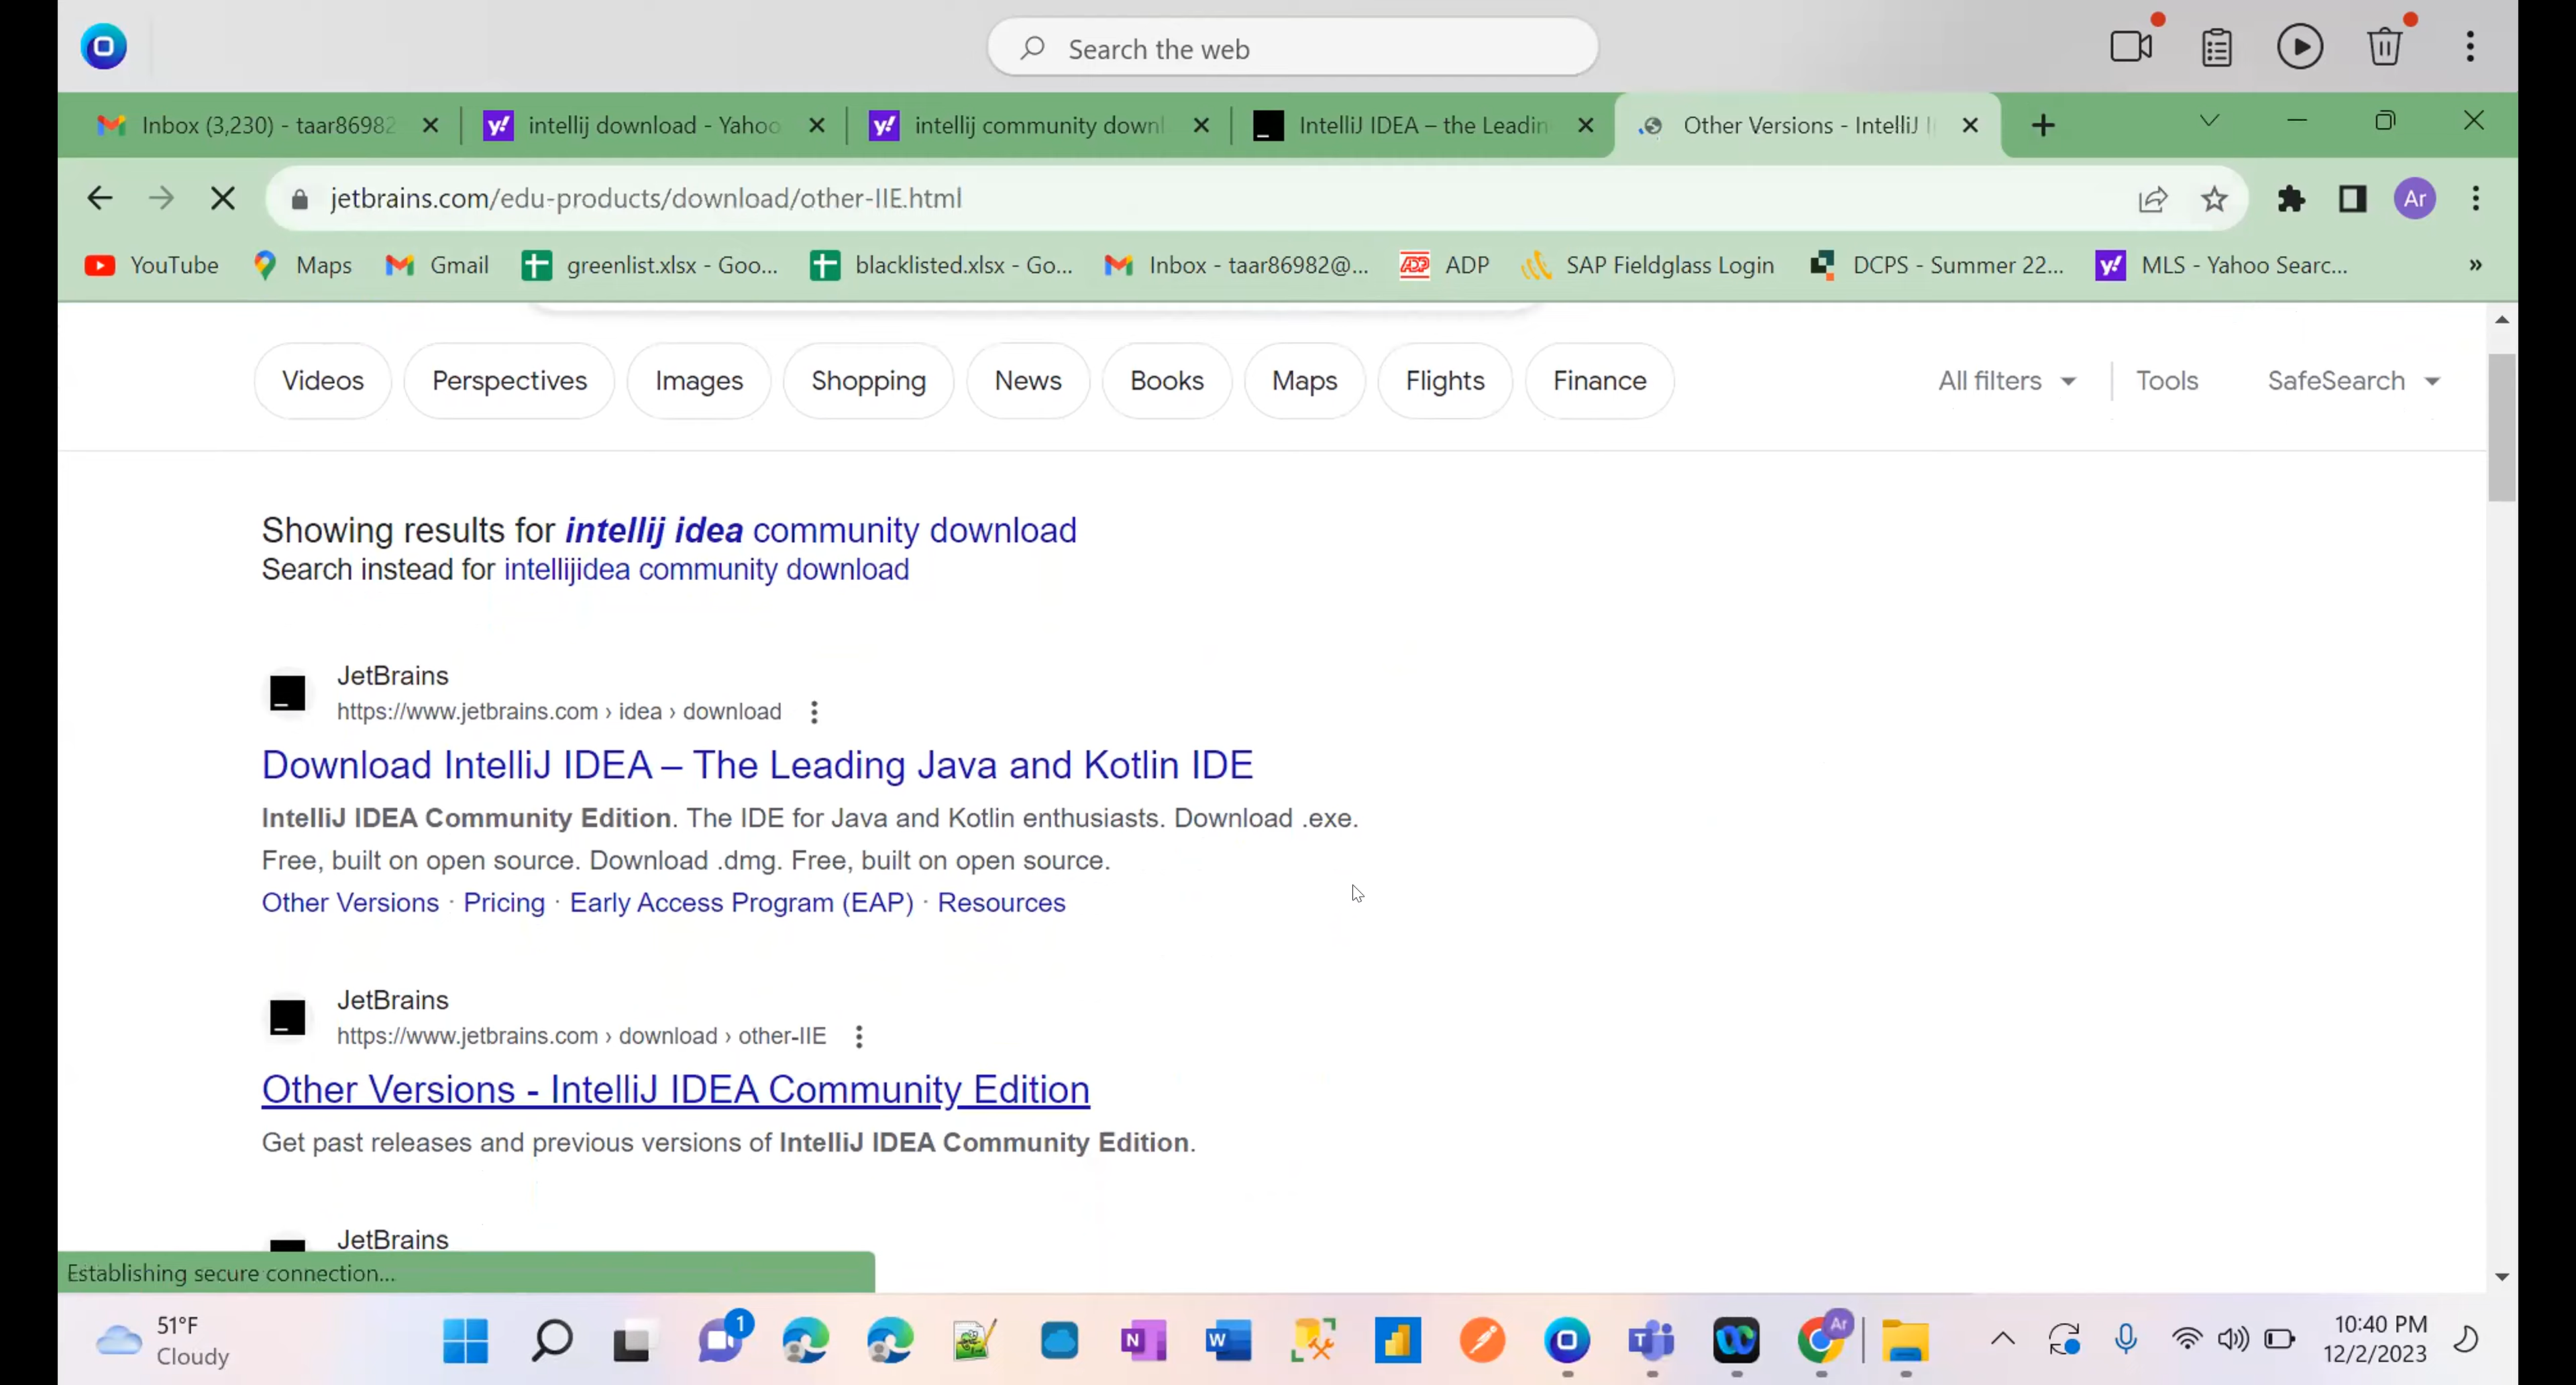 Search the web
Inbox (3,230) - taar86982
intellij download - Yahoo
intellij community downl
IntelliJ IDEA – the Leadin
Other Versions - IntelliJ I
jetbrains.com/edu-products/download/other-IIE.html
Ar
YouTube
Maps
Gmail
greenlist.xlsx - Goo...
blacklisted.xlsx - Go...
Inbox - taar86982@...
ADP
SAP Fieldglass Login
DCPS - Summer 22...
MLS - Yahoo Searc...
»
Videos
Perspectives
Images
Shopping
News
Books
Maps
Flights
Finance
All filters
Tools
SafeSearch
Showing results for intellij idea community download
Search instead for intellijidea community download
JetBrains
https://www.jetbrains.com › idea › download
Download IntelliJ IDEA – The Leading Java and Kotlin IDE
IntelliJ IDEA Community Edition. The IDE for Java and Kotlin enthusiasts. Download .exe.
Free, built on open source. Download .dmg. Free, built on open source.
Other Versions · Pricing · Early Access Program (EAP) · Resources
JetBrains
https://www.jetbrains.com › download › other-IIE
Other Versions - IntelliJ IDEA Community Edition
Get past releases and previous versions of IntelliJ IDEA Community Edition.
JetBrains
Establishing secure connection...
51°F
Cloudy
1
Ar
10:40 PM
12/2/2023